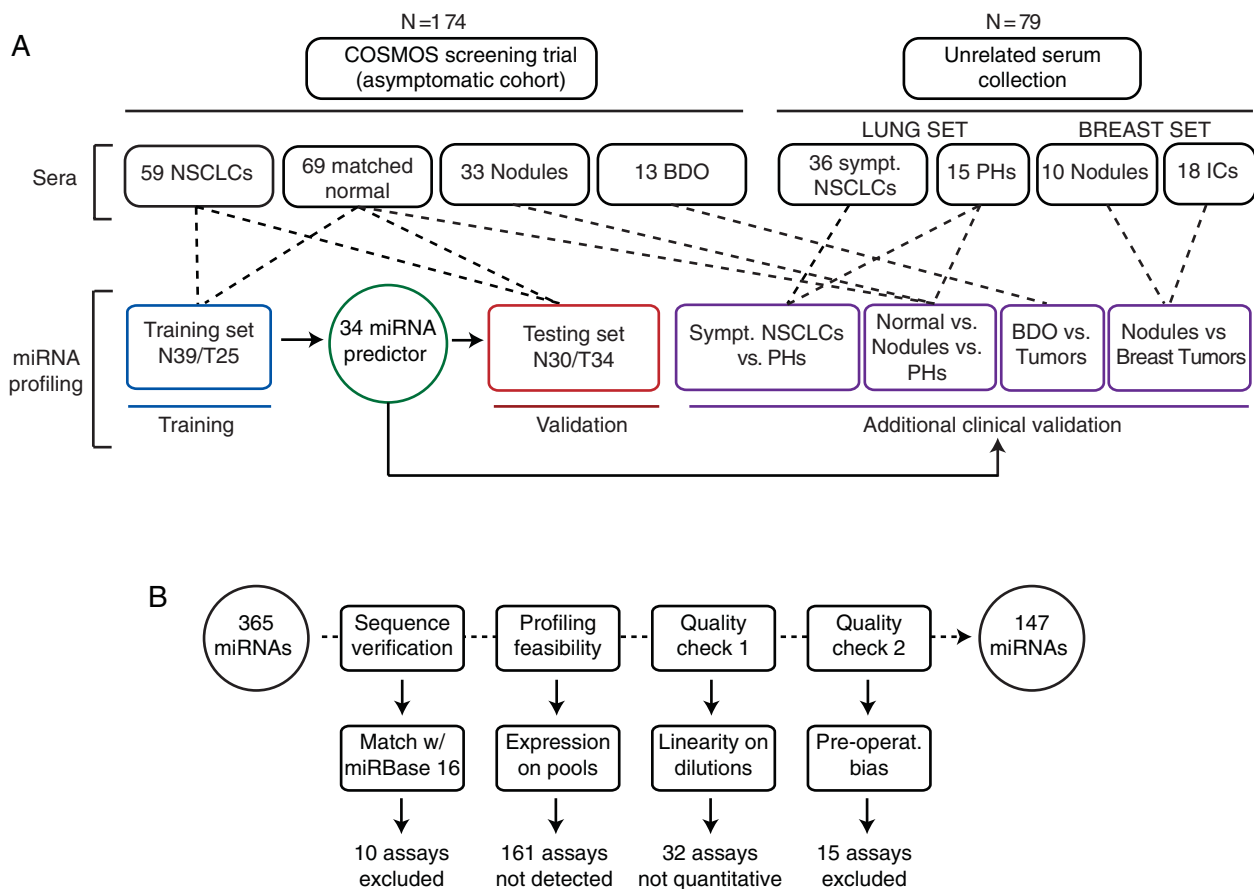 A
N=174
COSMOS screening trial
(asymptomatic cohort)
N=79
Unrelated serum
collection
LUNG SET
BREAST SET
Sera
59 NSCLCs
69 matched
normal
33 Nodules
13 BDO
36 sympt.
NSCLCs
15 PHs
10 Nodules
18 ICs
miRNA
profiling
Training set
N39/T25
34 miRNA
predictor
Testing set
N30/T34
Sympt. NSCLCs
vs. PHs
Normal vs.
Nodules vs.
PHs
BDO vs.
Tumors
Nodules vs
Breast Tumors
Training
Validation
Additional clinical validation
B
365
miRNAs
Sequence
verification
Profiling
feasibility
Quality
check 1
Quality
check 2
147
miRNAs
Match w/
miRBase 16
Expression
on pools
Linearity on
dilutions
Pre-operat.
bias
10 assays
excluded
161 assays
not detected
32 assays
not quantitative
15 assays
excluded